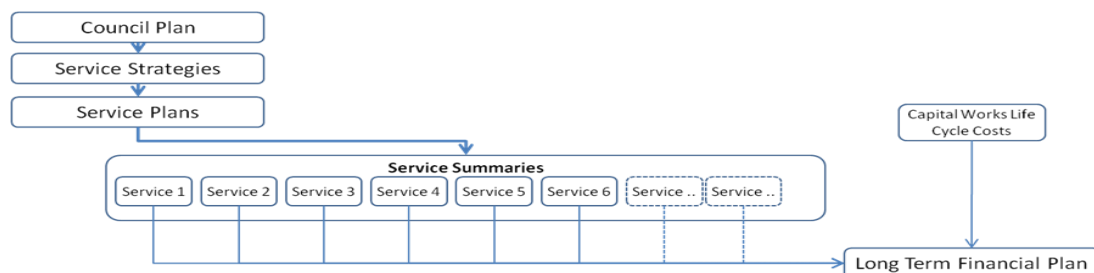 Council Plan
Service Strategies
Service Plans
Capital Works Life
Cycle Costs
Service Summaries
Service 1
Service 2
Service 3
Service 4
Service 5
Service 6
Service ..
Service ..
Long Term Financial Plan